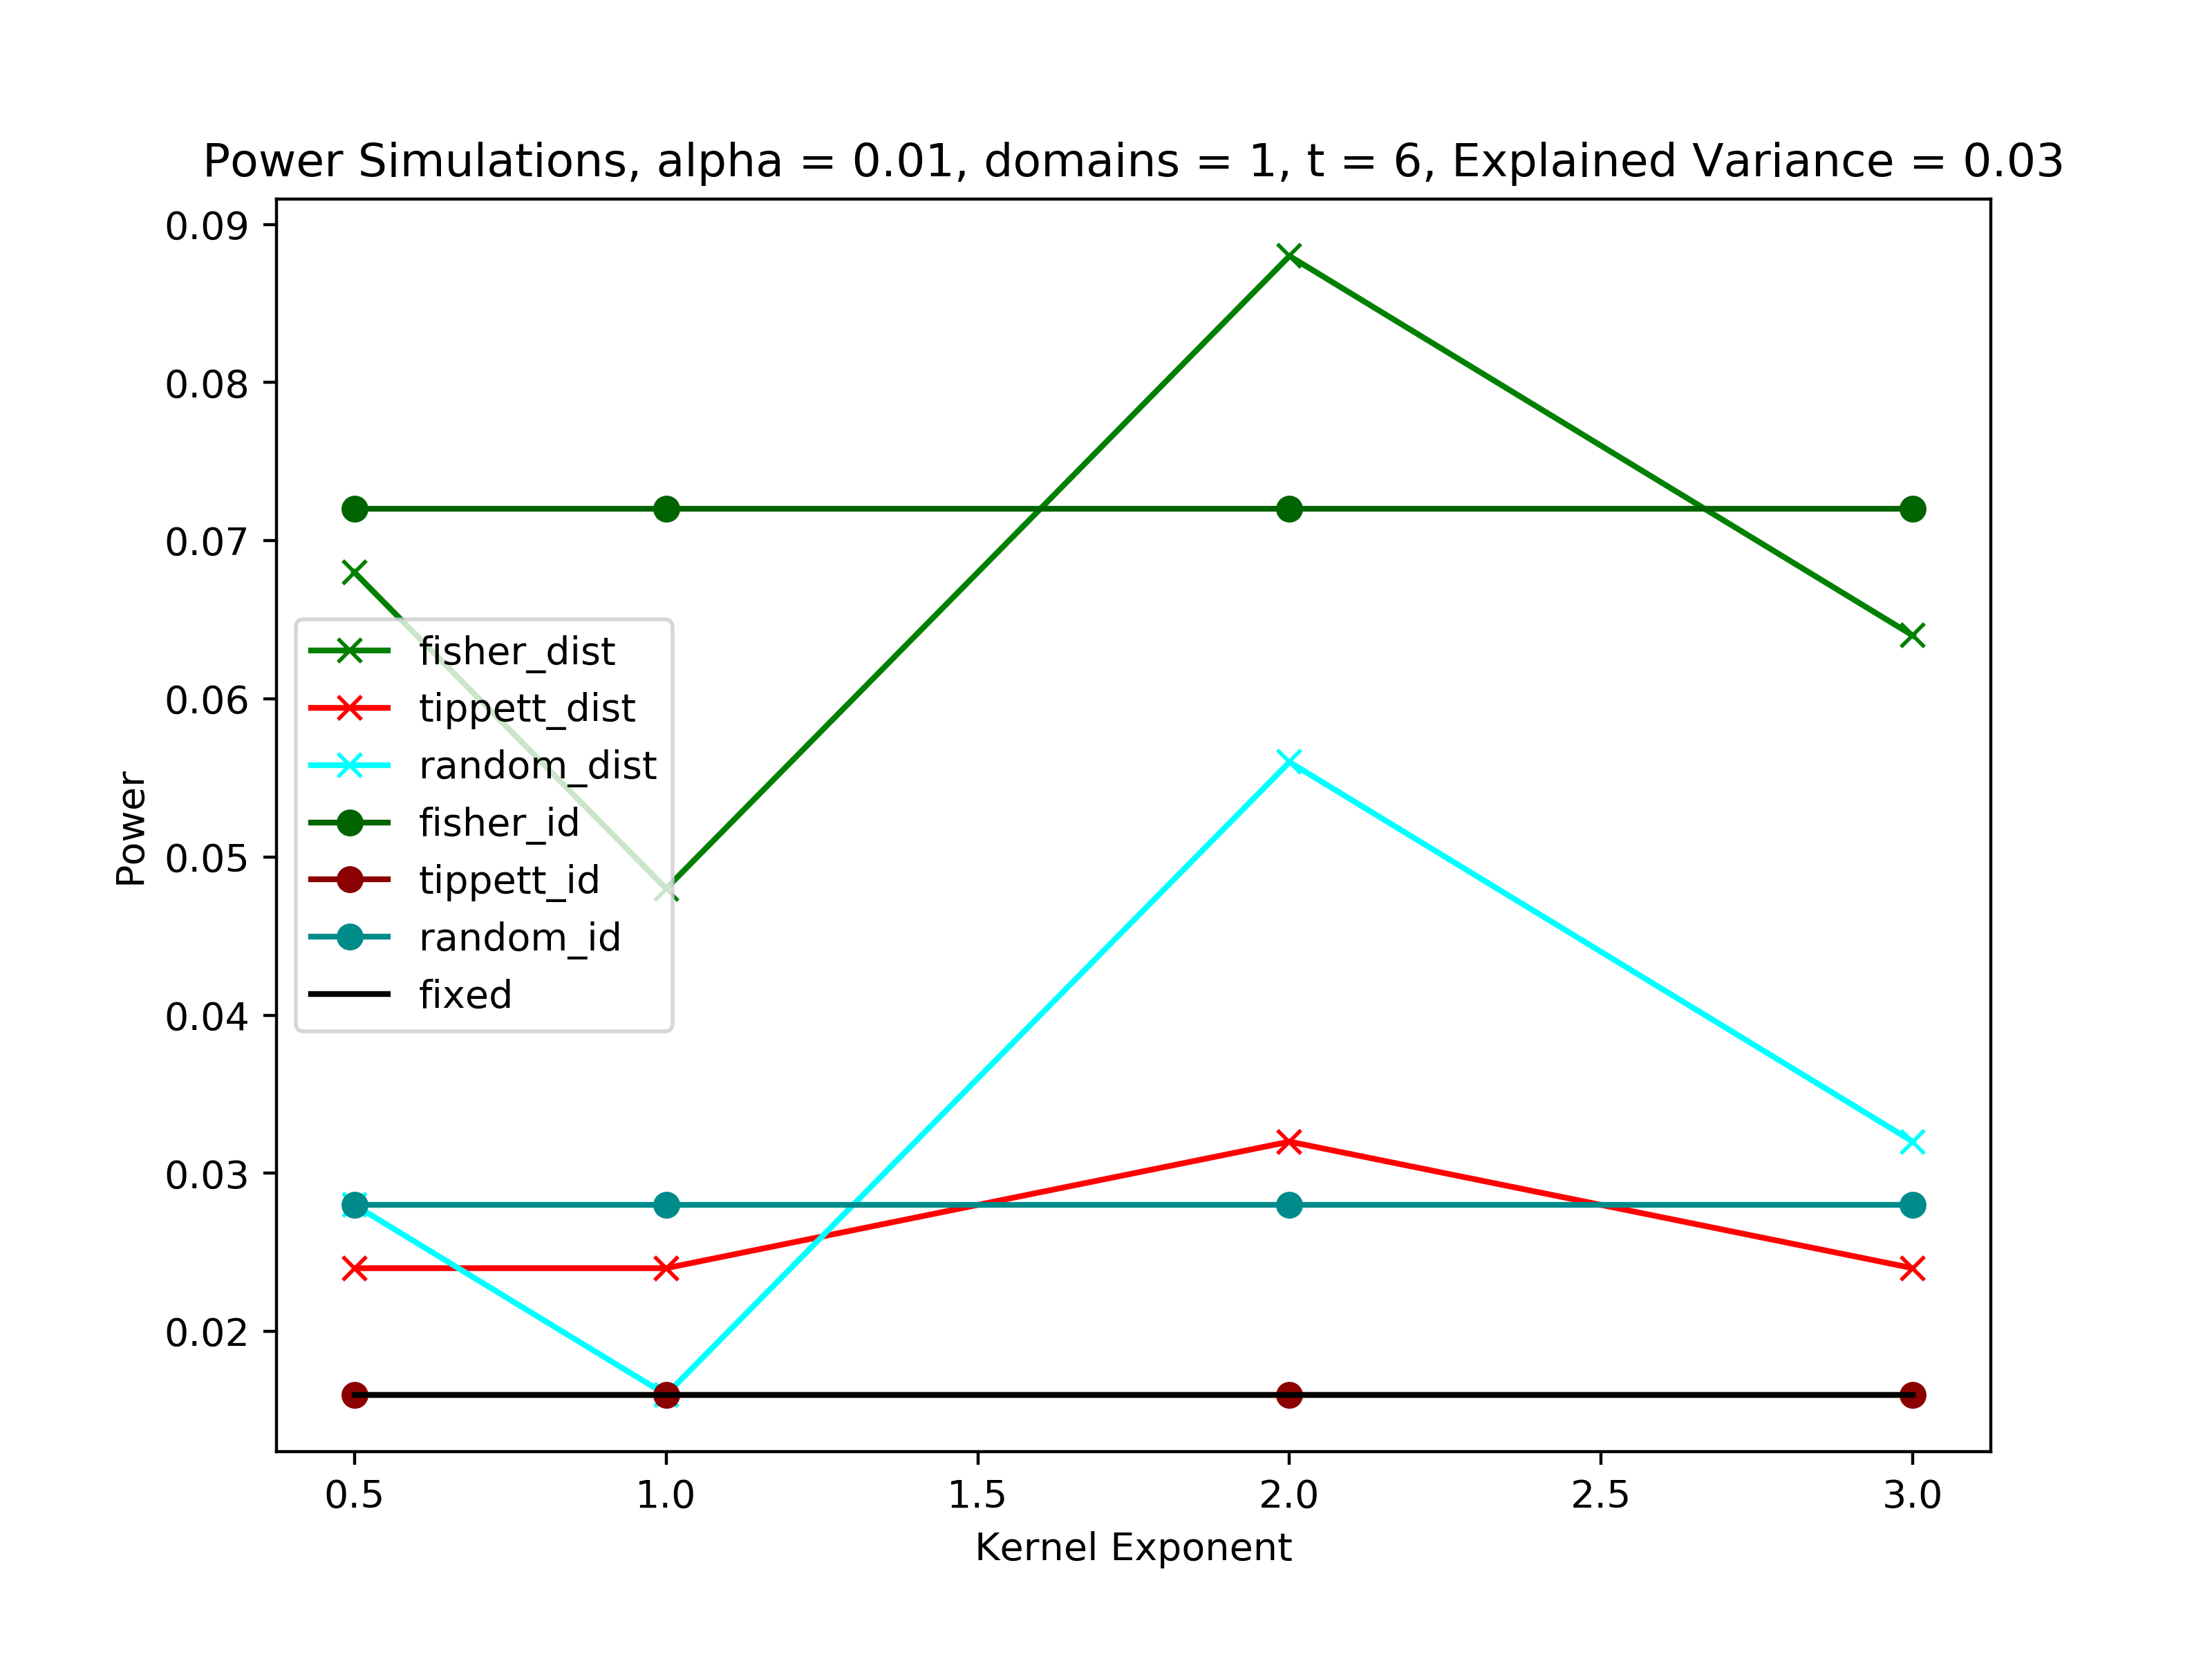 Power Simulations, alpha = 0.01, domains = 1, t = 6, Explained Variance = 0.03
0.09
0.08
0.07
0.06
0.05
0.04
0.03
0.02
Power
fisher_dist
tippett_dist
random_dist
fisher_id
tippett_id
random_id
fixed
0.5 1.0 1.5 2.0 2.5 3.0
Kernel Exponent